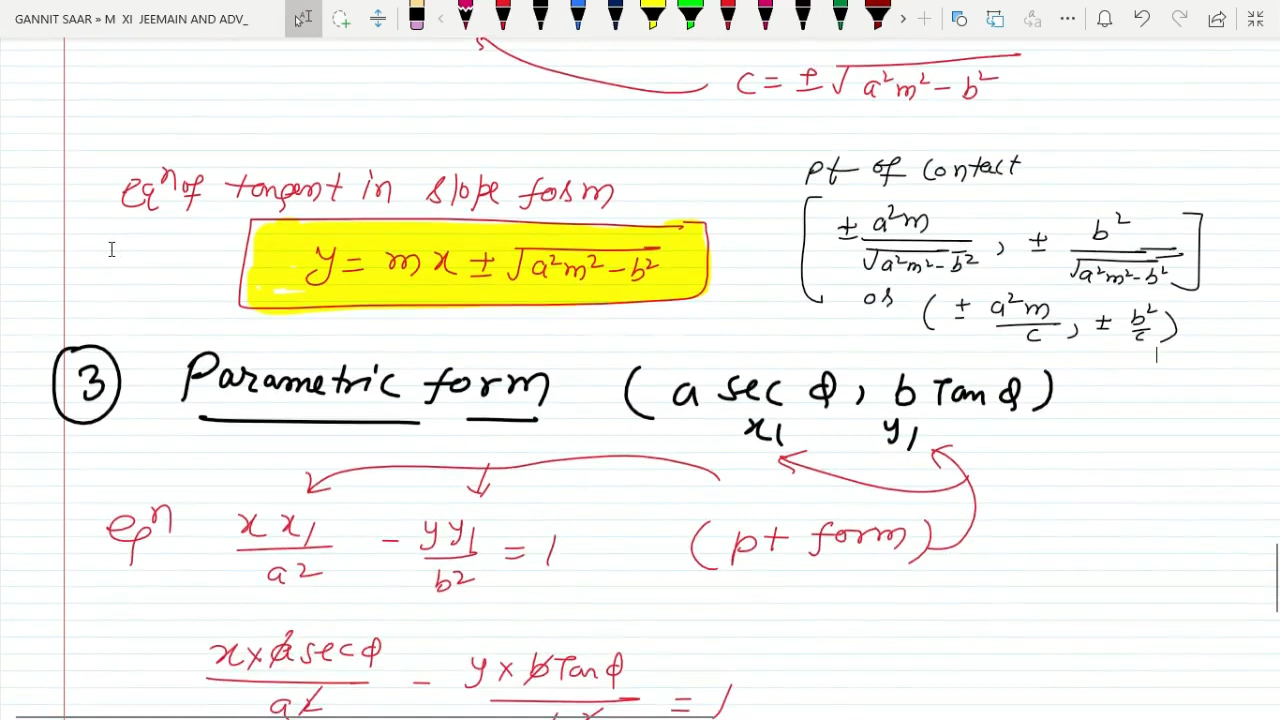 GANNIT SAAR » M XI JEEMAIN AND ADV_
c = ± √a²m² - b²
eqⁿ of tangent in slope form
y = mx ± √a²m² - b²
pt of contact
[ ± a²m / √a²m² - b² , ± b² / √a²m² - b² ]
or ( ± a²m / c , ± b² / c )
③ Parametric form ( a sec φ , b Tan φ )
x₁ y₁
eqⁿ x x₁ / a² - y y₁ / b² = 1 ( pt form )
x × a sec φ / a² - y × b Tan φ / b² = 1